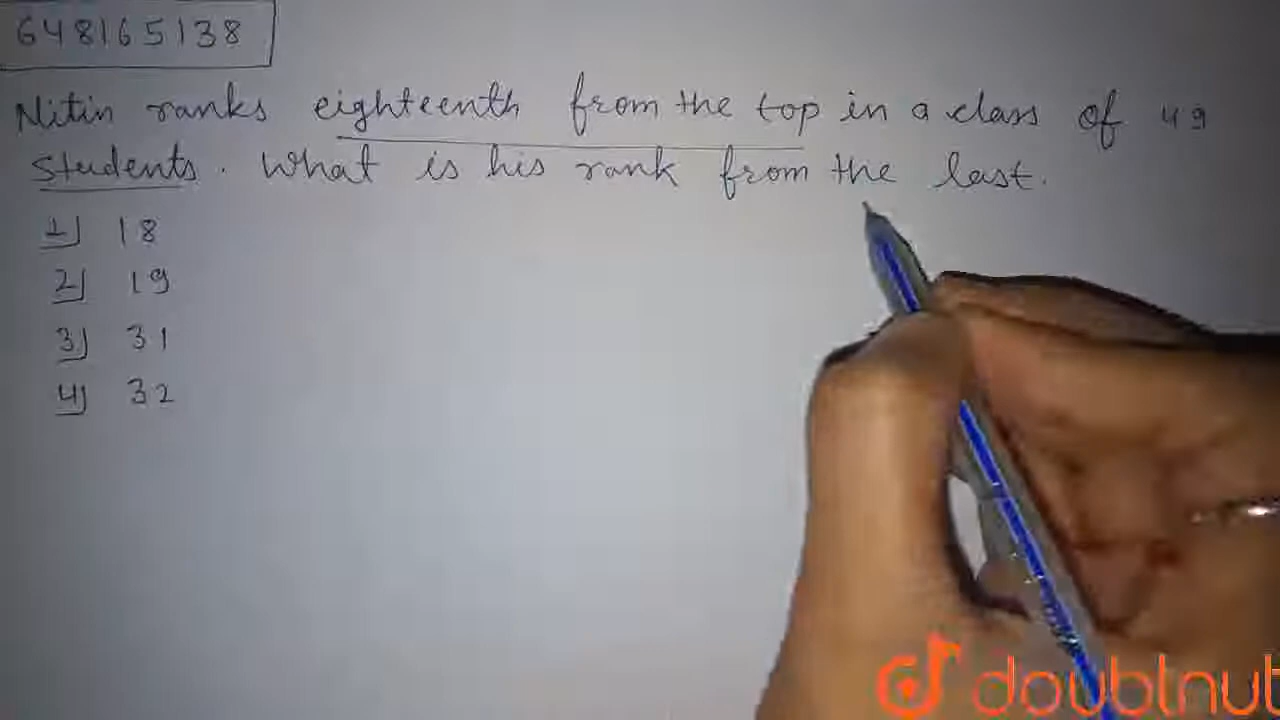 648165138
Nitin ranks eighteenth from the top in a class of 49
students. What is his rank from the last.
1) 18
2) 19
3) 31
4) 32
doubtnut